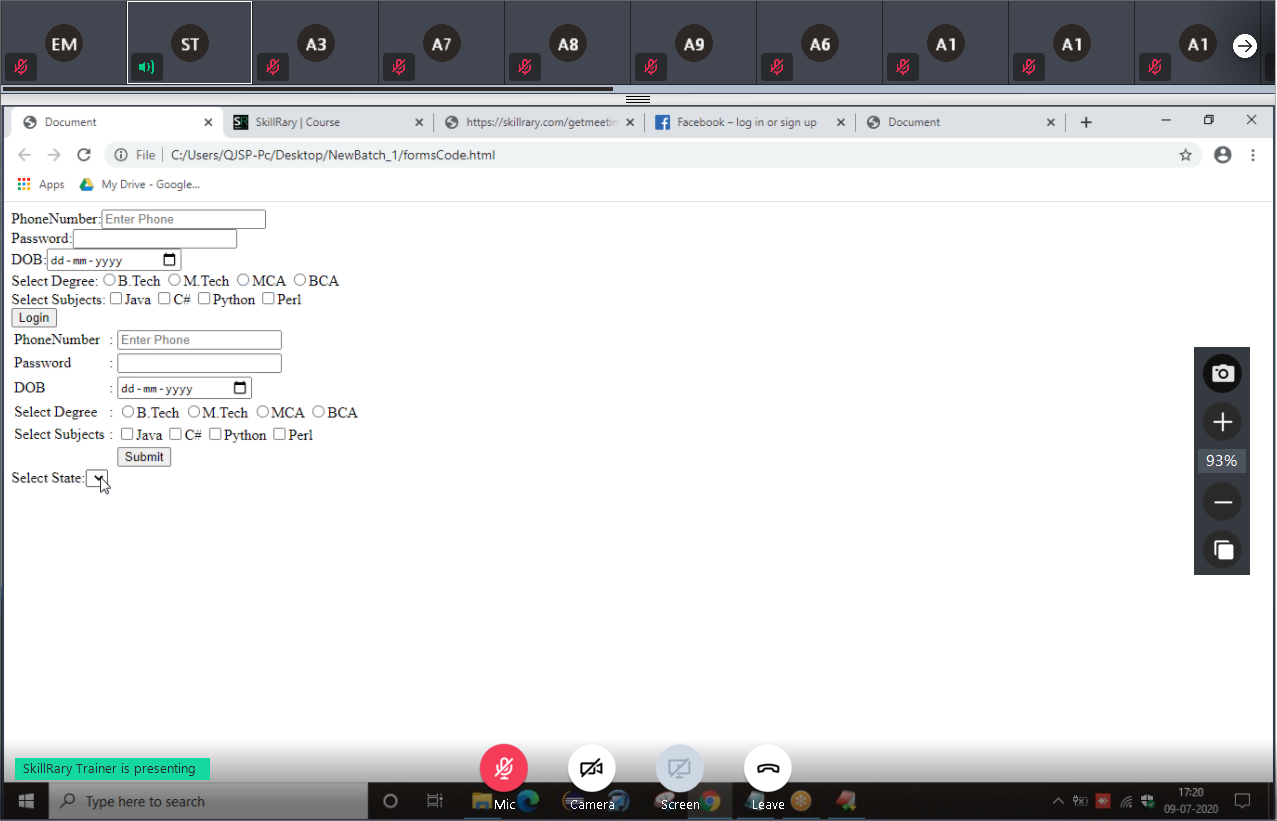 EM ST A3 A7 A8 A9 A6 A1 A1 A1
Document SkillRary | Course https://skillrary.com/getmeetin Facebook – log in or sign up Document
File C:/Users/QJSP-Pc/Desktop/NewBatch_1/formsCode.html
Apps My Drive - Google...
PhoneNumber: Enter Phone
Password:
DOB: dd-mm-yyyy
Select Degree: B.Tech M.Tech MCA BCA
Select Subjects: Java C# Python Perl
Login
PhoneNumber : Enter Phone
Password :
DOB : dd-mm-yyyy
Select Degree : B.Tech M.Tech MCA BCA
Select Subjects : Java C# Python Perl
Submit
Select State:
93%
SkillRary Trainer is presenting
Mic Camera Screen Leave
Type here to search
17:20
09-07-2020